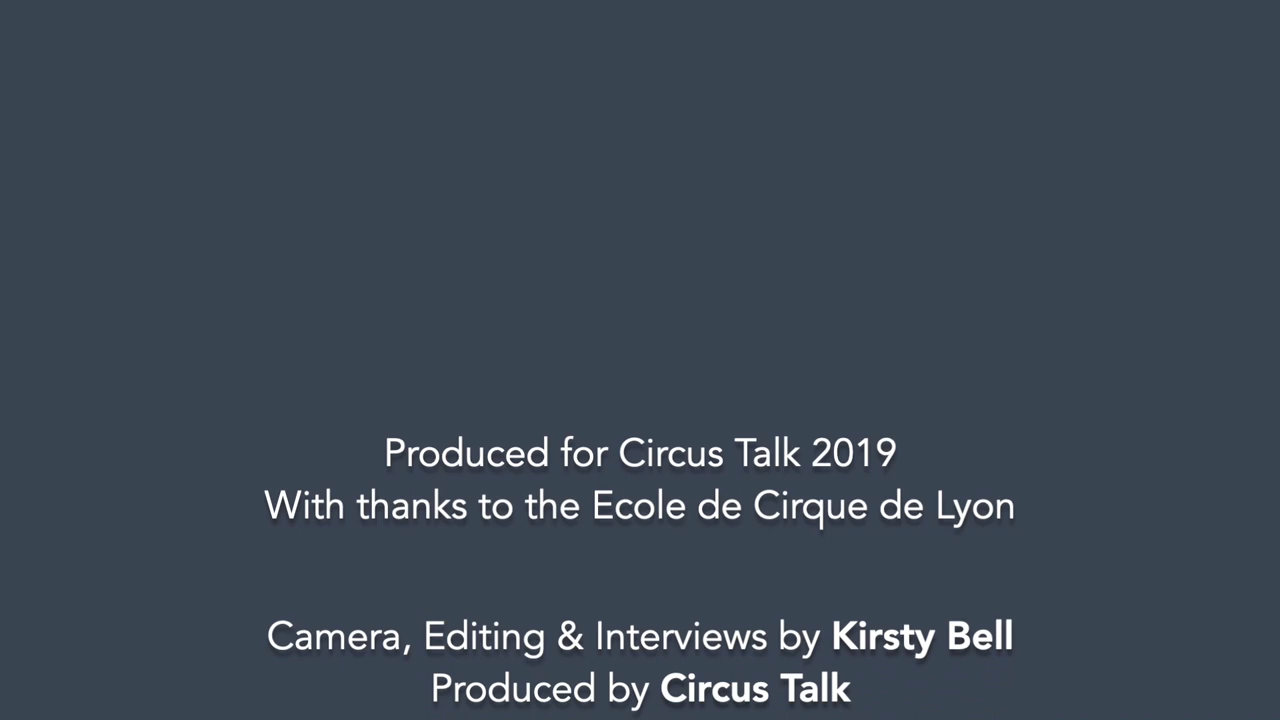 Produced for Circus Talk 2019
With thanks to the Ecole de Cirque de Lyon
Camera, Editing & Interviews by Kirsty Bell
Produced by Circus Talk